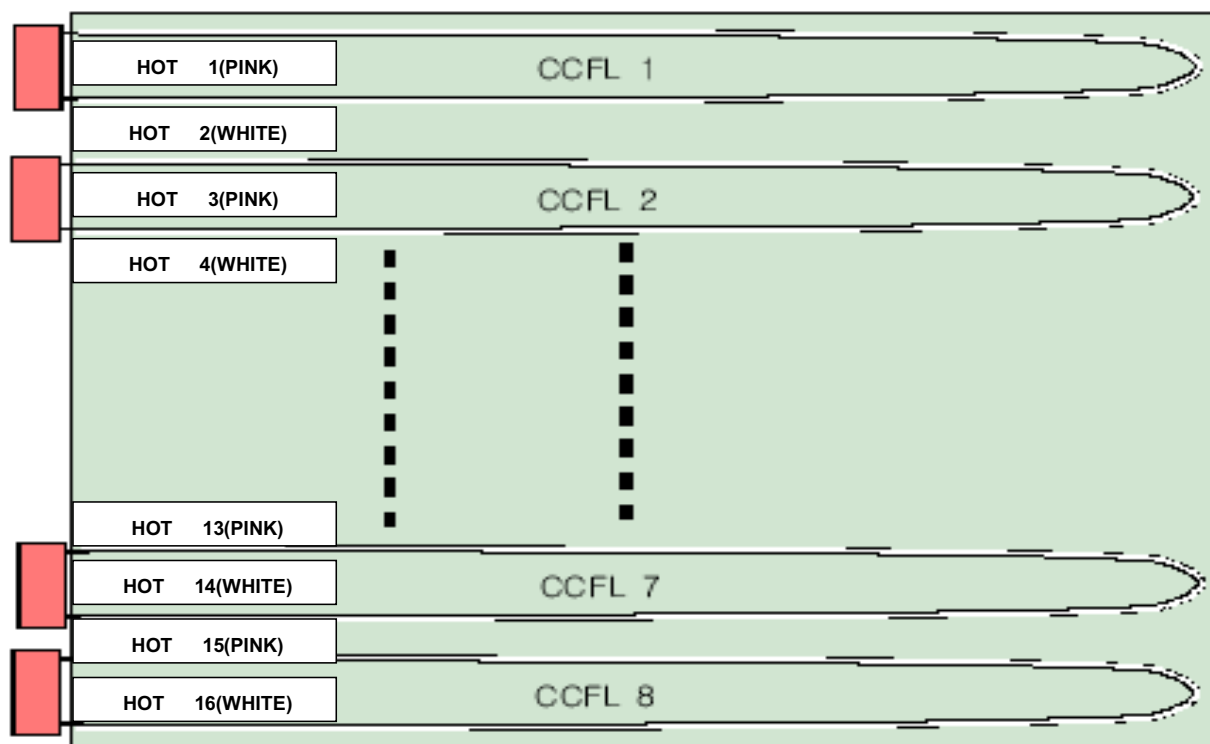 HOT 1(PINK)
CCFL 1
HOT 2(WHITE)
HOT 3(PINK)
CCFL 2
HOT 4(WHITE)
HOT 13(PINK)
HOT 14(WHITE)
CCFL 7
HOT 15(PINK)
HOT 16(WHITE)
CCFL 8